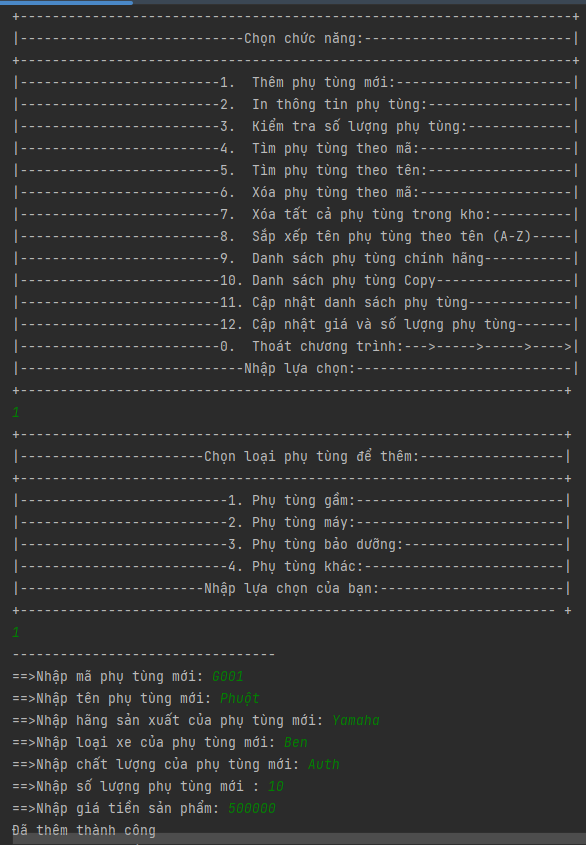 +---------------------------------------------------------------------+
|----------------------------Chọn chức năng:--------------------------|
+---------------------------------------------------------------------+
|-------------------------1.  Thêm phụ tùng mới:----------------------|
|-------------------------2.  In thông tin phụ tùng:------------------|
|-------------------------3.  Kiểm tra số lượng phụ tùng:-------------|
|-------------------------4.  Tìm phụ tùng theo mã:-------------------|
|-------------------------5.  Tìm phụ tùng theo tên:------------------|
|-------------------------6.  Xóa phụ tùng theo mã:-------------------|
|-------------------------7.  Xóa tất cả phụ tùng trong kho:----------|
|-------------------------8.  Sắp xếp tên phụ tùng theo tên (A-Z)-----|
|-------------------------9.  Danh sách phụ tùng chính hãng-----------|
|-------------------------10. Danh sách phụ tùng Copy-----------------|
|-------------------------11. Cập nhật danh sách phụ tùng-------------|
|-------------------------12. Cập nhật giá và số lượng phụ tùng-------|
|-------------------------0.  Thoát chương trình:--->----->----->---->|
|----------------------------Nhập lựa chọn:---------------------------|
+--------------------------------------------------------------------+
1
+--------------------------------------------------------------------+
|-----------------------Chọn loại phụ tùng để thêm:------------------|
+--------------------------------------------------------------------+
|--------------------------1. Phụ tùng gầm:--------------------------|
|--------------------------2. Phụ tùng máy:--------------------------|
|--------------------------3. Phụ tùng bảo dưỡng:--------------------|
|--------------------------4. Phụ tùng khác:-------------------------|
|-----------------------Nhập lựa chọn của bạn:-----------------------|
+------------------------------------------------------------------- +
1
---------------------------------
==>Nhập mã phụ tùng mới: G001
==>Nhập tên phụ tùng mới: Phuột
==>Nhập hãng sản xuất của phụ tùng mới: Yamaha
==>Nhập loại xe của phụ tùng mới: Ben
==>Nhập chất lượng của phụ tùng mới: Auth
==>Nhập số lượng phụ tùng mới : 10
==>Nhập giá tiền sản phẩm: 500000
Đã thêm thành công